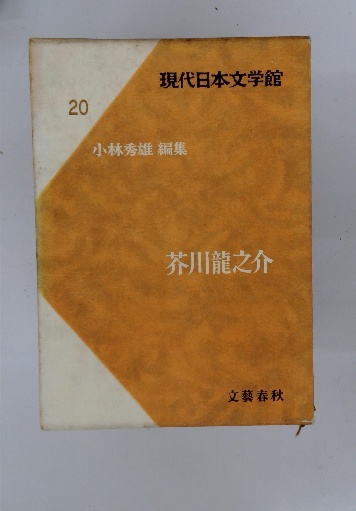 現代日本文学館
20
小林秀雄 編集
芥川龍之介
文藝春秋